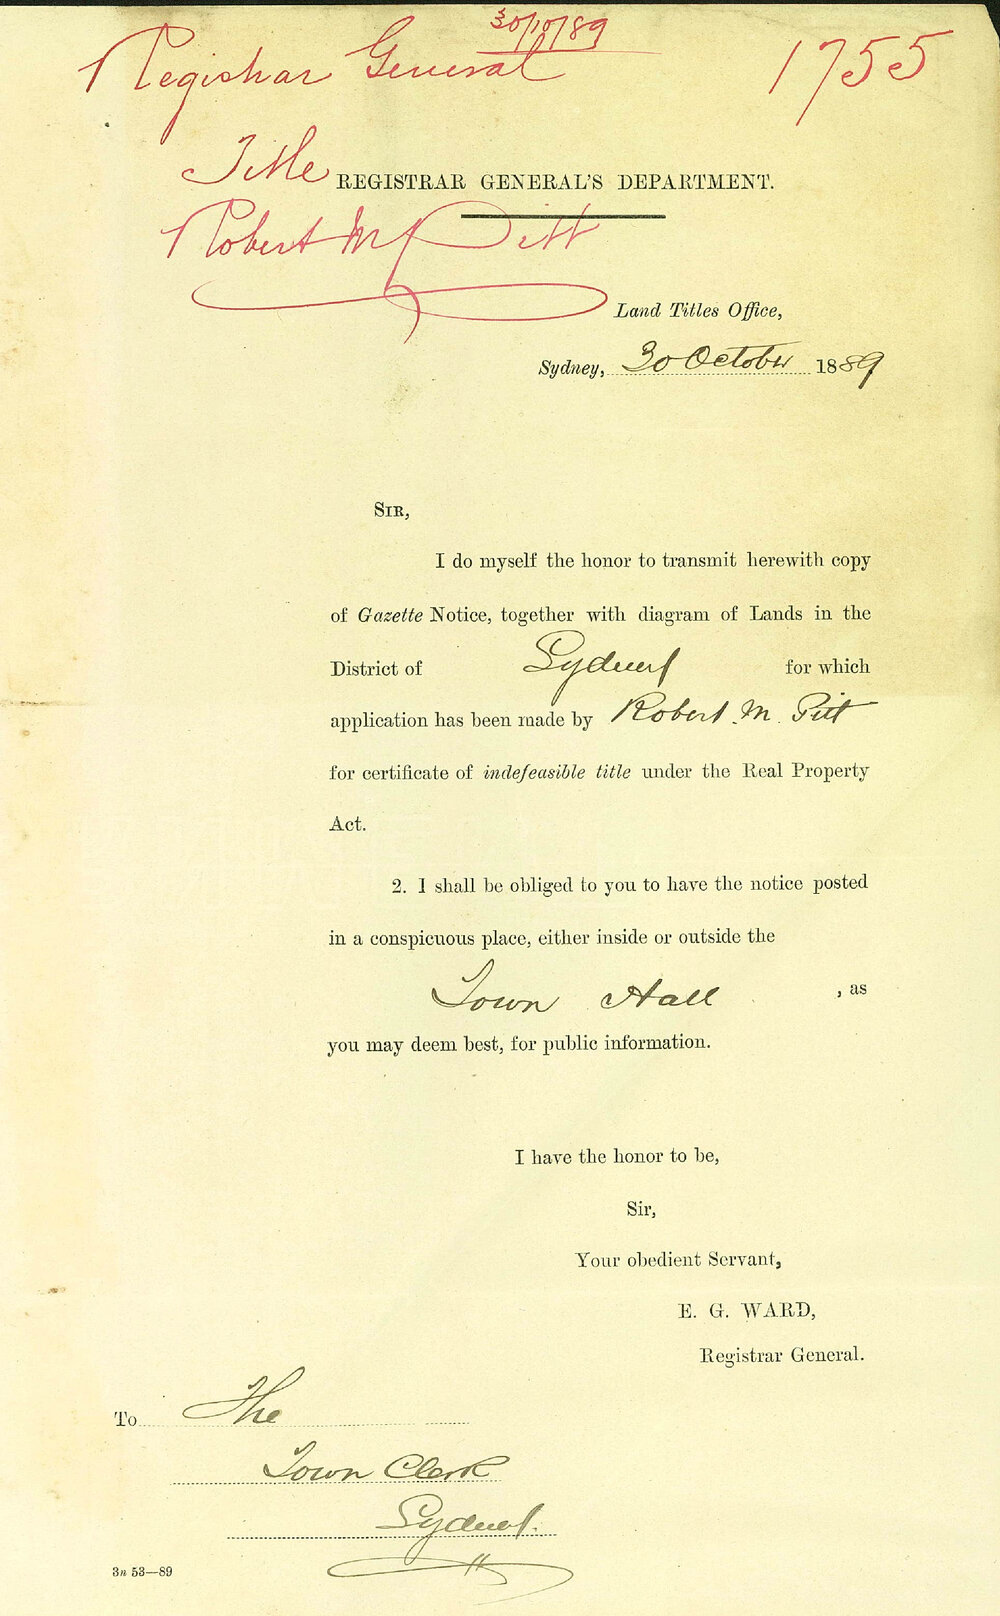 30/10/89
Registrar General
1755
Title
REGISTRAR GENERAL'S DEPARTMENT.
Robert M Pitt
Land Titles Office,
Sydney, 30 October 1889
SIR,
I do myself the honor to transmit herewith copy
of Gazette Notice, together with diagram of Lands in the
District of Sydney for which
application has been made by Robert. M. Pitt
for certificate of indefeasible title under the Real Property
Act.
2. I shall be obliged to you to have the notice posted
in a conspicuous place, either inside or outside the
Town Hall , as
you may deem best, for public information.
I have the honor to be,
Sir,
Your obedient Servant,
E. G. WARD,
Registrar General.
To The
Town Clerk
Sydney.
3n 53—89